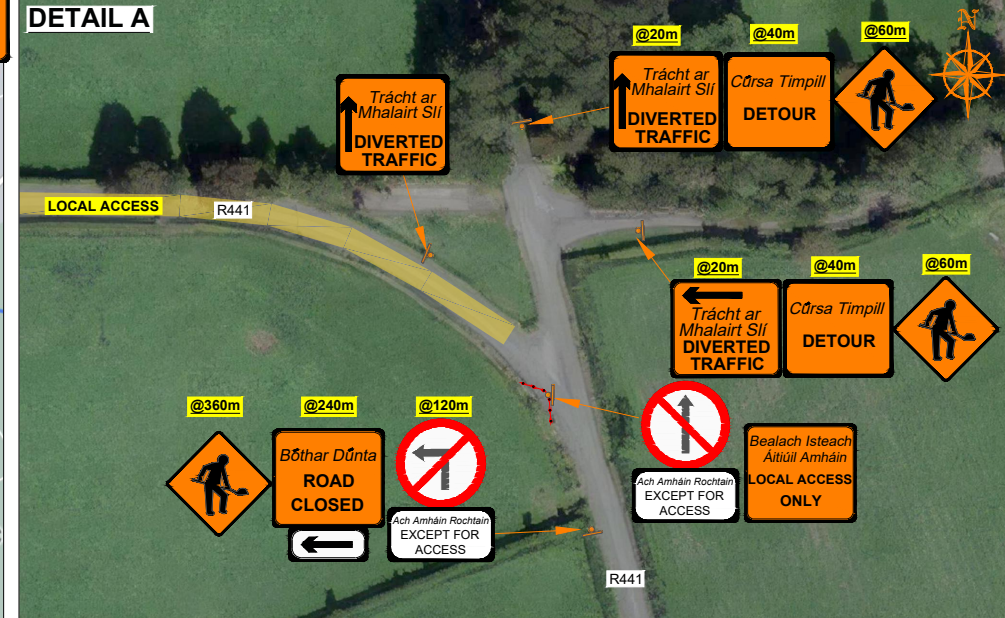 DETAIL A
@20m
@40m
@60m
Trácht ar
Mhalairt Slí
DIVERTED
TRAFFIC
Cúrsa Timpill
DETOUR
N
Trácht ar
Mhalairt Slí
DIVERTED
TRAFFIC
LOCAL ACCESS
R441
@20m
@40m
@60m
Trácht ar
Mhalairt Slí
DIVERTED
TRAFFIC
Cúrsa Timpill
DETOUR
@360m
@240m
@120m
Bóthar Dúnta
ROAD
CLOSED
Ach Amháin Rochtain
EXCEPT FOR
ACCESS
Ach Amháin Rochtain
EXCEPT FOR
ACCESS
Bealach Isteach
Áitiúil Amháin
LOCAL ACCESS
ONLY
R441